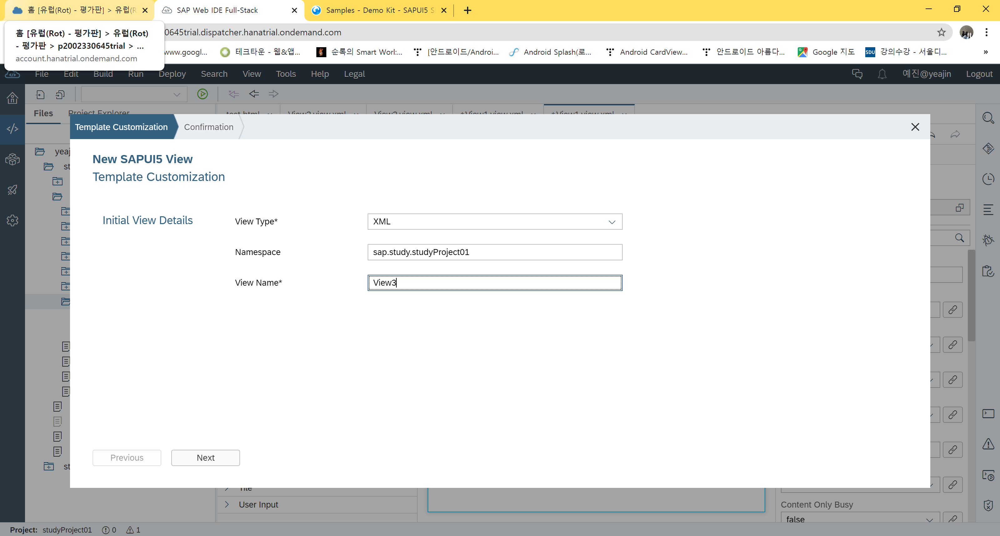 홈 [유럽(Rot) - 평가판] > 유럽(R
SAP Web IDE Full-Stack
Samples - Demo Kit - SAPUI5 S
홈 [유럽(Rot) - 평가판] > 유럽(Rot)
- 평가판 > p2002330645trial > ...
account.hanatrial.ondemand.com
0645trial.dispatcher.hanatrial.ondemand.com
www.googl...
테크타운 - 웹&앱...
순록의 Smart Worl:...
[안드로이드/Androi...
Android Splash(로...
Android CardView...
안드로이드 아름다...
Google 지도
SDU 강의수강 - 서울디...
»
File Edit Build Run Deploy Search View Tools Help Legal
예진@yeajin Logout
Files Project Explorer
test.html View2.view.xml View2.view.xml *View1.view.xml *View1.view.xml
Template Customization
Confirmation
yeaj
st
New SAPUI5 View
Template Customization
Initial View Details
View Type* XML
Namespace sap.study.studyProject01
View Name* View3
Previous Next
st
Tile
User Input
Content Only Busy
false
Project: studyProject01 0 1